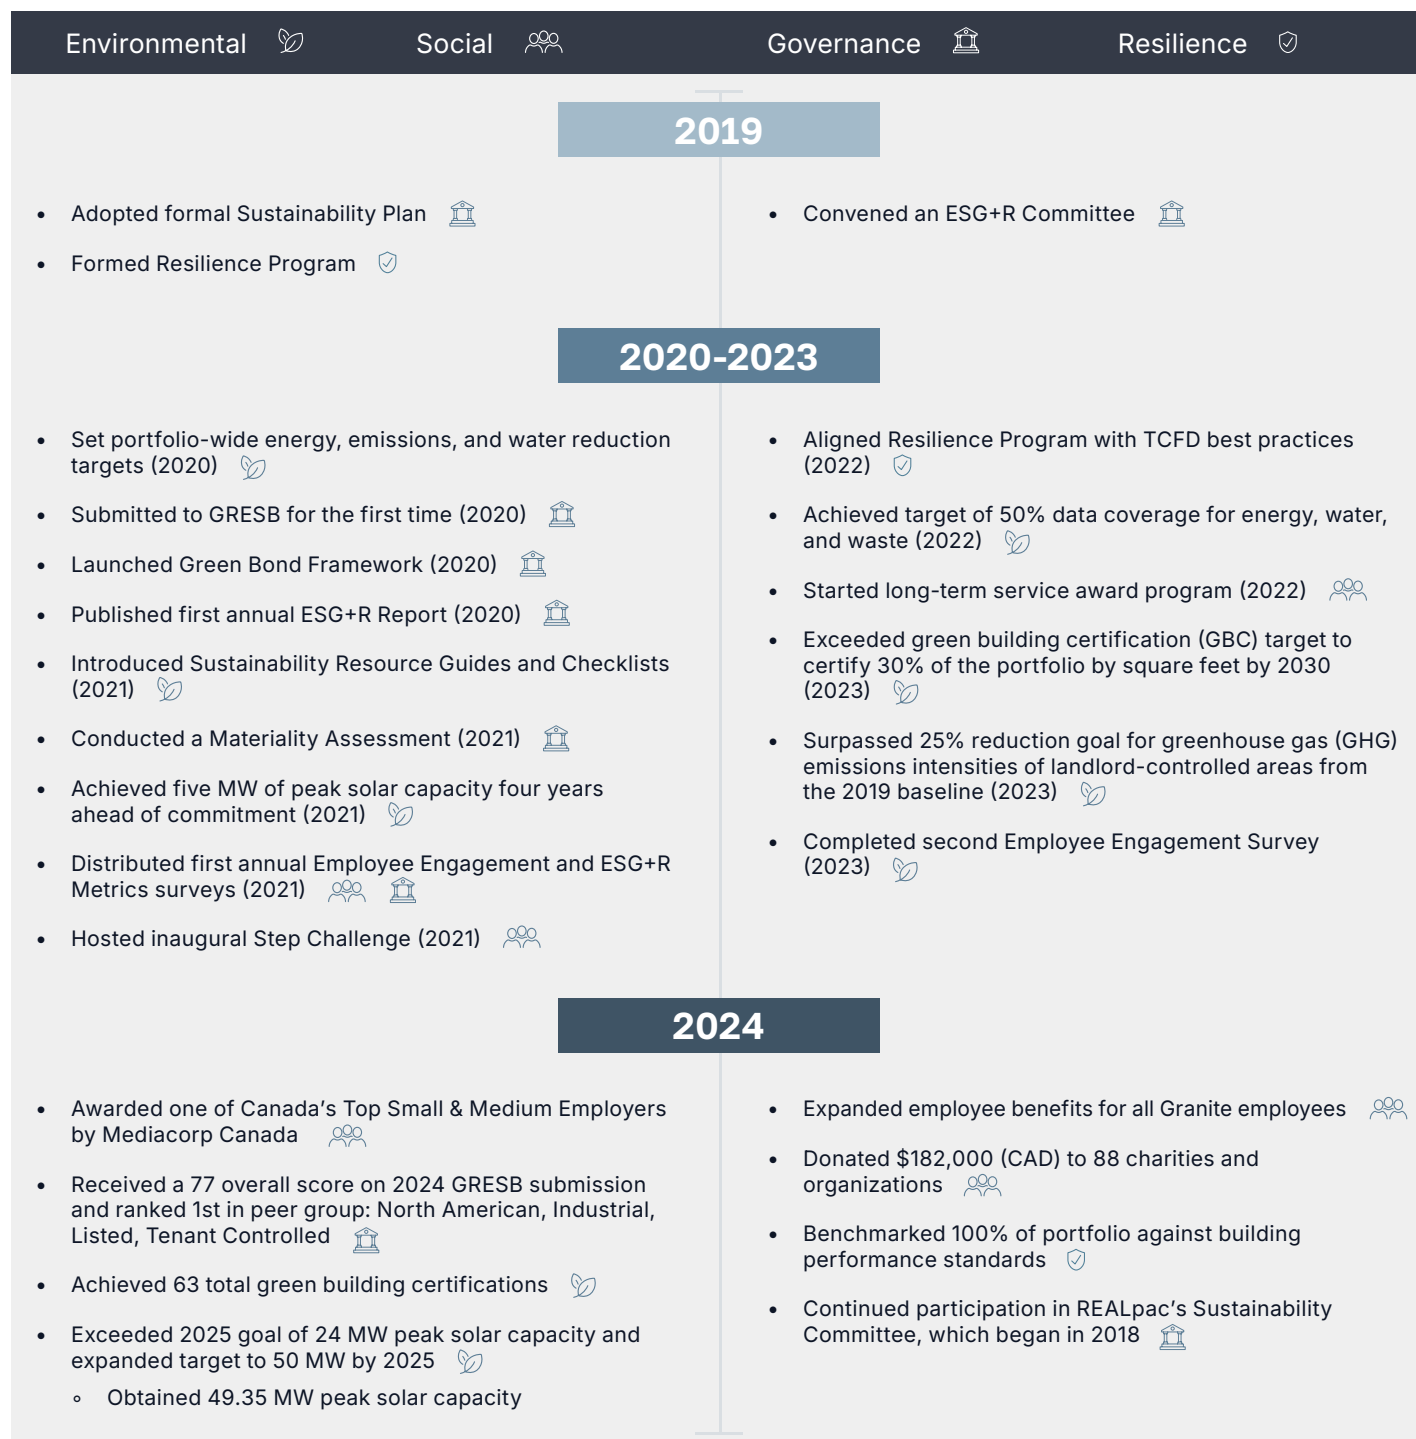 Environmental
Social
Governance
Resilience
2019
• Adopted formal Sustainability Plan
• Formed Resilience Program
• Convened an ESG+R Committee
2020-2023
• Set portfolio-wide energy, emissions, and water reduction
targets (2020)
• Submitted to GRESB for the first time (2020)
• Launched Green Bond Framework (2020)
• Published first annual ESG+R Report (2020)
• Introduced Sustainability Resource Guides and Checklists
(2021)
• Conducted a Materiality Assessment (2021)
• Achieved five MW of peak solar capacity four years
ahead of commitment (2021)
• Distributed first annual Employee Engagement and ESG+R
Metrics surveys (2021)
• Hosted inaugural Step Challenge (2021)
• Aligned Resilience Program with TCFD best practices
(2022)
• Achieved target of 50% data coverage for energy, water,
and waste (2022)
• Started long-term service award program (2022)
• Exceeded green building certification (GBC) target to
certify 30% of the portfolio by square feet by 2030
(2023)
• Surpassed 25% reduction goal for greenhouse gas (GHG)
emissions intensities of landlord-controlled areas from
the 2019 baseline (2023)
• Completed second Employee Engagement Survey
(2023)
2024
• Awarded one of Canada’s Top Small & Medium Employers
by Mediacorp Canada
• Received a 77 overall score on 2024 GRESB submission
and ranked 1st in peer group: North American, Industrial,
Listed, Tenant Controlled
• Achieved 63 total green building certifications
• Exceeded 2025 goal of 24 MW peak solar capacity and
expanded target to 50 MW by 2025
◦ Obtained 49.35 MW peak solar capacity
• Expanded employee benefits for all Granite employees
• Donated $182,000 (CAD) to 88 charities and
organizations
• Benchmarked 100% of portfolio against building
performance standards
• Continued participation in REALpac’s Sustainability
Committee, which began in 2018